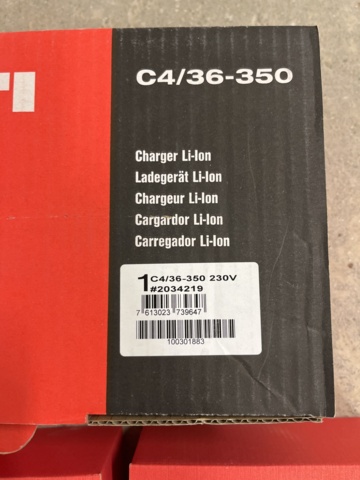 C4/36-350
Charger Li-Ion
Ladegerät Li-Ion
Chargeur Li-Ion
Cargardor Li-Ion
Carregador Li-Ion
1 C4/36-350 230V
#2034219
7 613023 739647
100301883